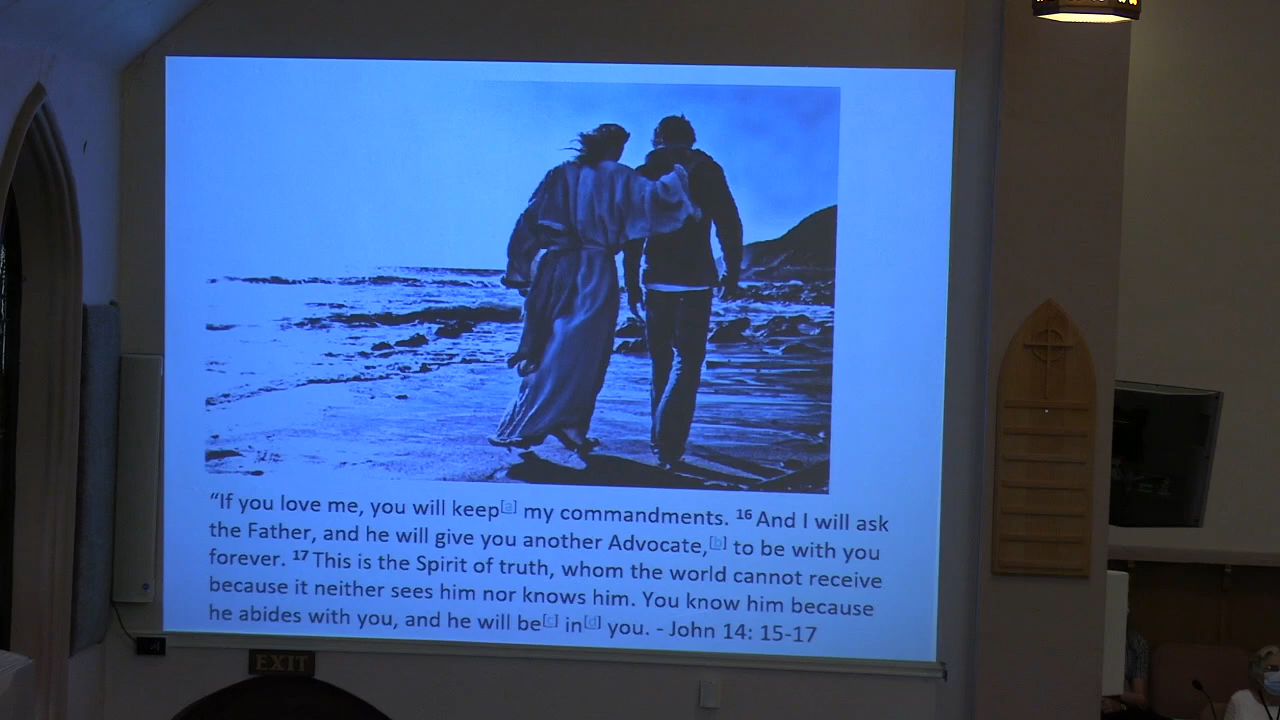 “If you love me, you will keep[a] my commandments. 16 And I will ask
the Father, and he will give you another Advocate,[b] to be with you
forever. 17 This is the Spirit of truth, whom the world cannot receive
because it neither sees him nor knows him. You know him because
he abides with you, and he will be[c] in[d] you. - John 14: 15-17
EXIT